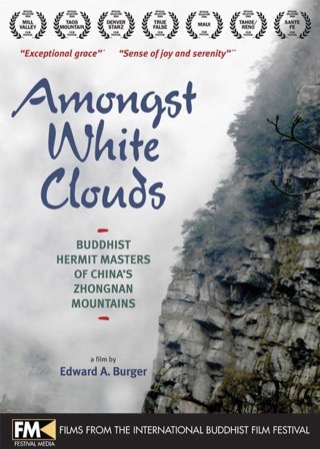 MILL VALLEY
TAOS MOUNTAIN
DENVER STARZ
TRUE FALSE
MAUI
TAHOE/ RENO
SANTE FE
“Exceptional grace” “Sense of joy and serenity”
Amongst
White
Clouds
BUDDHIST
HERMIT MASTERS
OF CHINA'S
ZHONGNAN
MOUNTAINS
a film by
Edward A. Burger
FM
FESTIVAL MEDIA
FILMS FROM THE INTERNATIONAL BUDDHIST FILM FESTIVAL